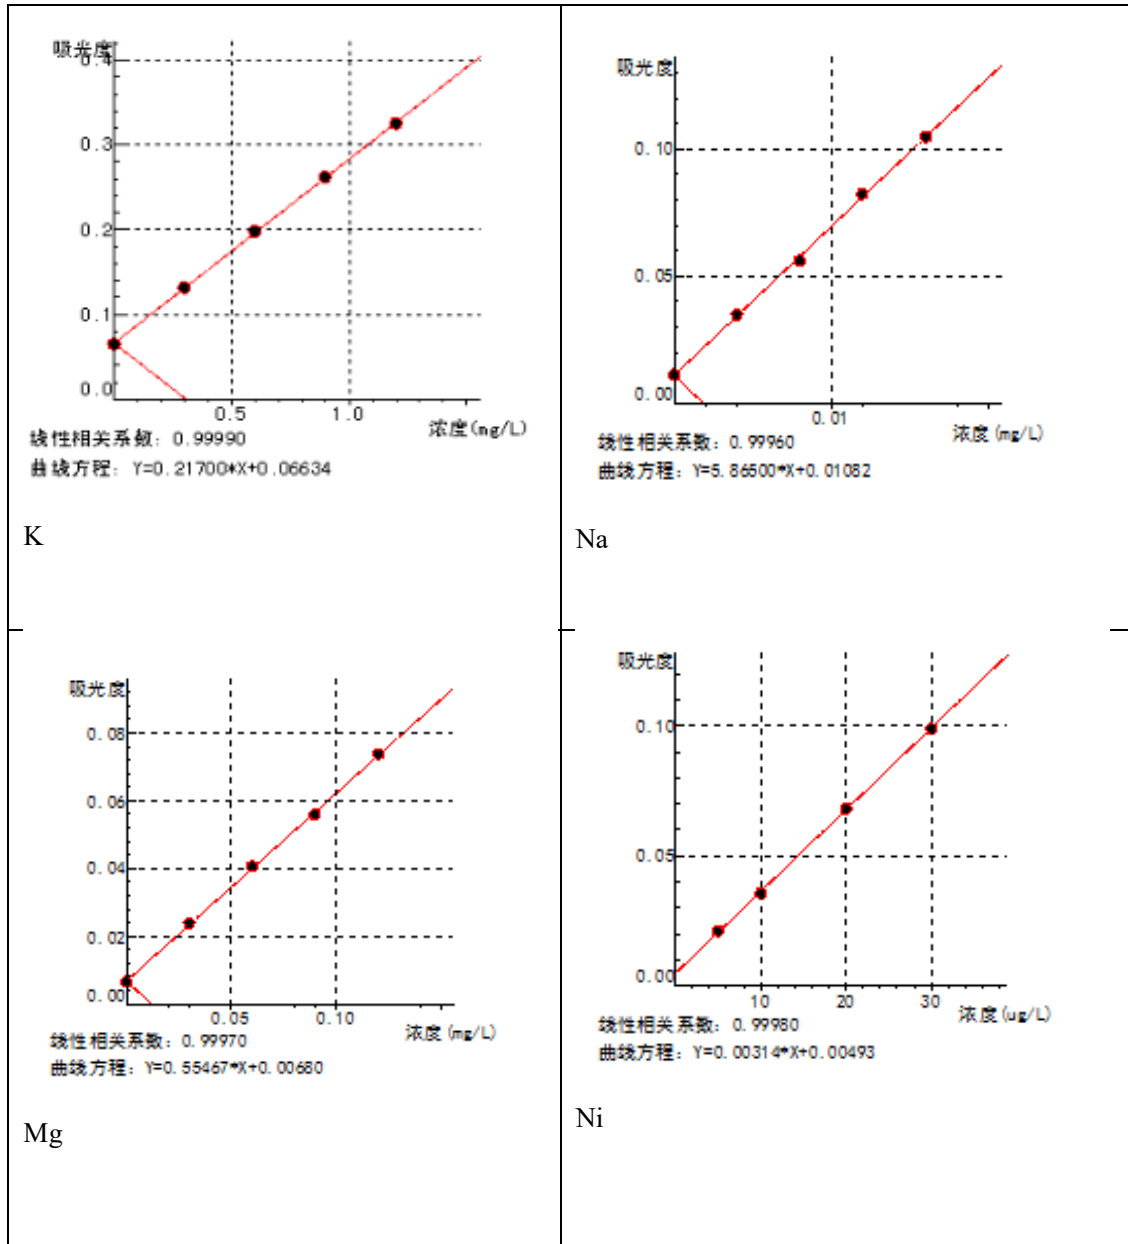 吸光度
0.4
0.3
0.2
0.1
0.0
0.5 1.0
浓度(mg/L)
线性相关系数: 0.99990
曲线方程: Y=0.21700*X+0.06634
K
吸光度
0.10
0.05
0.00
0.01
浓度(mg/L)
线性相关系数: 0.99960
曲线方程: Y=5.86500*X+0.01082
Na
吸光度
0.08
0.06
0.04
0.02
0.00
0.05 0.10
浓度(mg/L)
线性相关系数: 0.99970
曲线方程: Y=0.55467*X+0.00680
Mg
吸光度
0.10
0.05
0.00
10 20 30
浓度(ug/L)
线性相关系数: 0.99980
曲线方程: Y=0.00314*X+0.00493
Ni